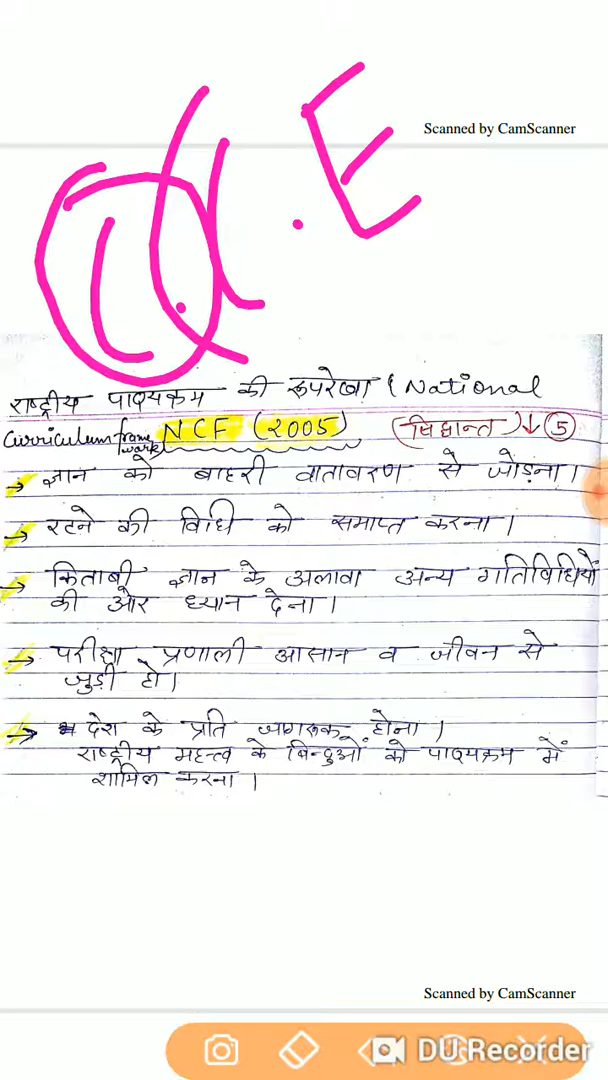 Scanned by CamScanner
राष्ट्रीय पाठ्यक्रम की रूपरेखा (National
Curriculum frame work) NCF (2005) (सिद्धान्त) ↓ 5
→ ज्ञान को बाहरी वातावरण से जोड़ना।
→ रटने की विधि को समाप्त करना।
→ किताबी ज्ञान के अलावा अन्य गतिविधियों
की ओर ध्यान देना।
→ परीक्षा प्रणाली आसान व जीवन से
जुड़ी हो।
→ देश के प्रति जागरूक होना।
राष्ट्रीय महत्त्व के बिन्दुओं को पाठ्यक्रम में
शामिल करना।
Scanned by CamScanner
DU Recorder